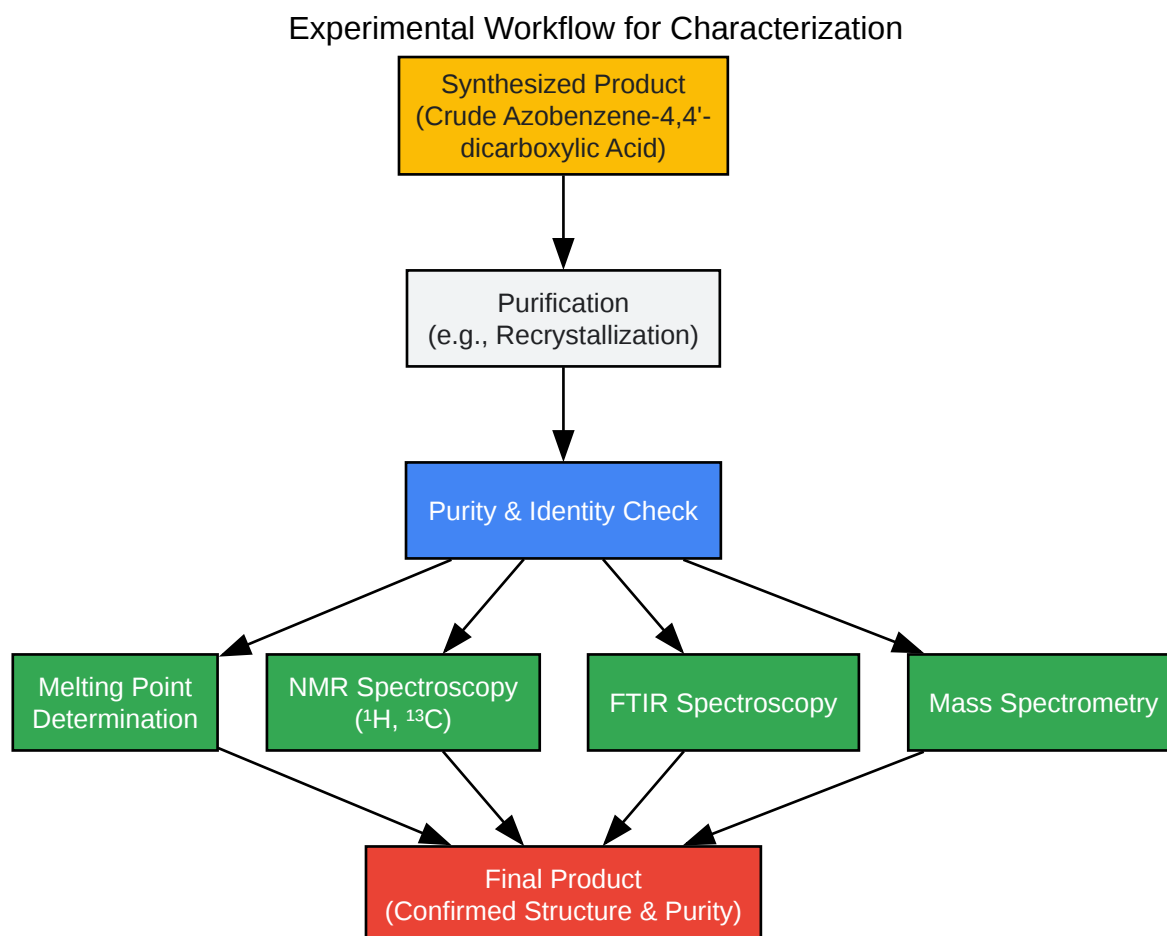 Experimental Workflow for Characterization
Synthesized Product
(Crude Azobenzene-4,4'-
dicarboxylic Acid)
Purification
(e.g., Recrystallization)
Purity & Identity Check
Melting Point
Determination
NMR Spectroscopy
(¹H, ¹³C)
FTIR Spectroscopy
Mass Spectrometry
Final Product
(Confirmed Structure & Purity)